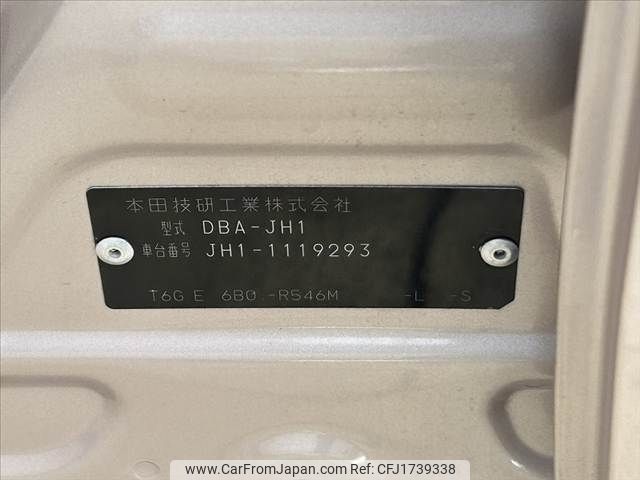 本田技研工業株式会社
型式 DBA-JH1
車台番号 JH1-1119293
T6G E 6B0 -R546M -L -S
www.CarFromJapan.com | Ref. ID: CFJ1739338